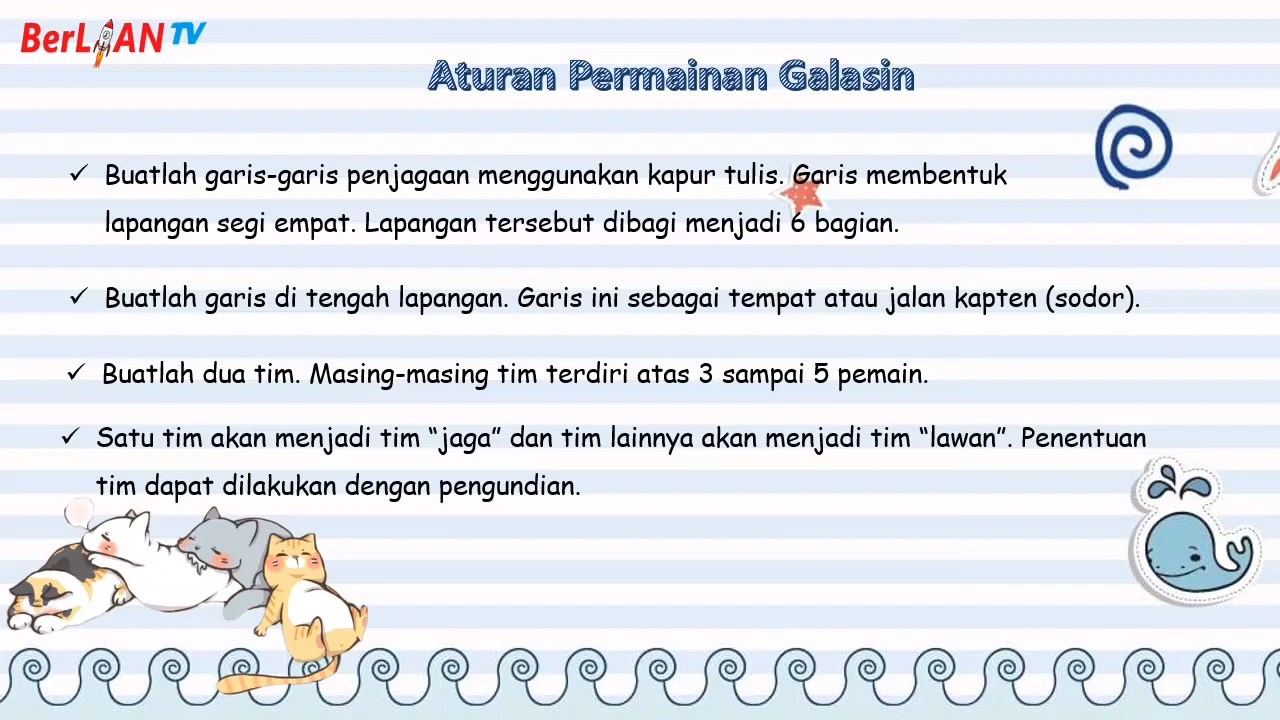 BerLIAN TV
Aturan Permainan Galasin
✓ Buatlah garis-garis penjagaan menggunakan kapur tulis. Garis membentuk
lapangan segi empat. Lapangan tersebut dibagi menjadi 6 bagian.
✓ Buatlah garis di tengah lapangan. Garis ini sebagai tempat atau jalan kapten (sodor).
✓ Buatlah dua tim. Masing-masing tim terdiri atas 3 sampai 5 pemain.
✓ Satu tim akan menjadi tim “jaga” dan tim lainnya akan menjadi tim “lawan”. Penentuan
tim dapat dilakukan dengan pengundian.